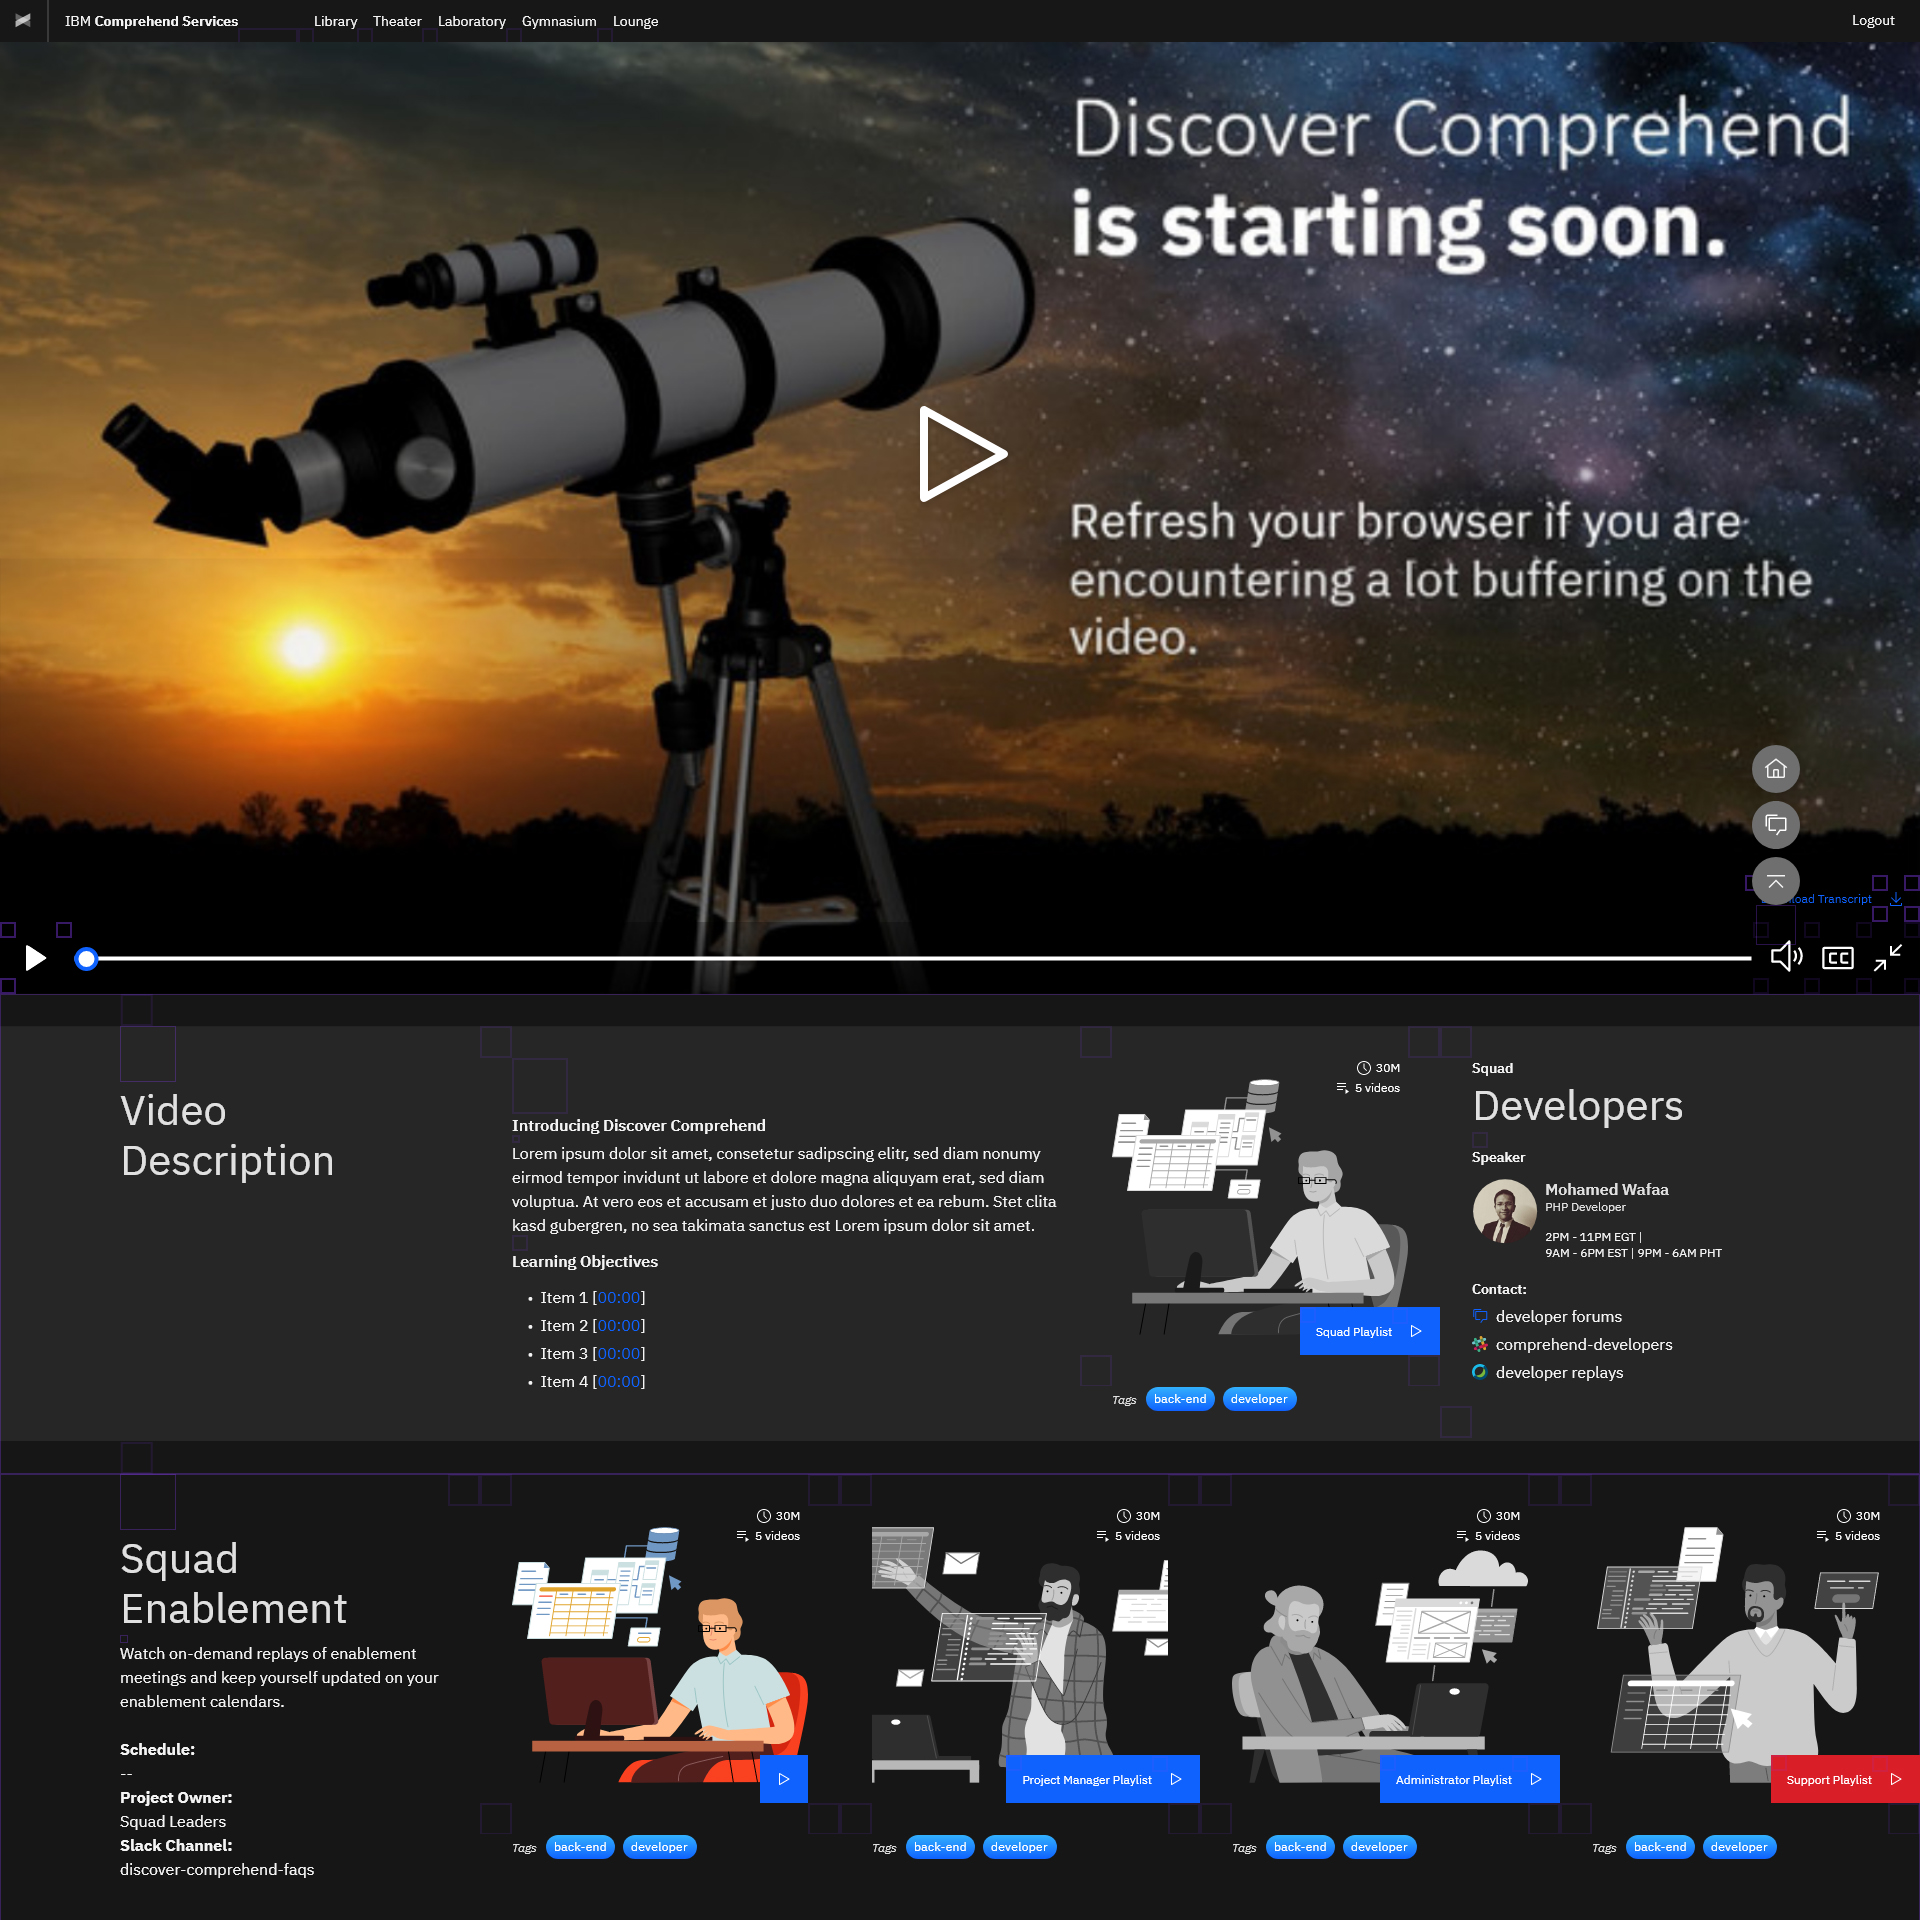 IBM Comprehend Services
Library
Theater
Laboratory
Gymnasium
Lounge
Logout
Discover Comprehend
is starting soon.
Refresh your browser if you are
encountering a lot buffering on the
video.
Transcript
CC
Video
Description
Introducing Discover Comprehend
Lorem ipsum dolor sit amet, consetetur sadipscing elitr, sed diam nonumy
eirmod tempor invidunt ut labore et dolore magna aliquyam erat, sed diam
voluptua. At vero eos et accusam et justo duo dolores et ea rebum. Stet clita
kasd gubergren, no sea takimata sanctus est Lorem ipsum dolor sit amet.
Learning Objectives
• Item 1 [00:00]
• Item 2 [00:00]
• Item 3 [00:00]
• Item 4 [00:00]
30M
5 videos
Squad Playlist
Tags back-end developer
Squad
Developers
Speaker
Mohamed Wafaa
PHP Developer
2PM - 11PM EGT |
9AM - 6PM EST | 9PM - 6AM PHT
Contact:
developer forums
comprehend-developers
developer replays
Squad
Enablement
Watch on-demand replays of enablement
meetings and keep yourself updated on your
enablement calendars.
Schedule:
--
Project Owner:
Squad Leaders
Slack Channel:
discover-comprehend-faqs
30M
5 videos
Tags back-end developer
30M
5 videos
Project Manager Playlist
Tags back-end developer
30M
5 videos
Administrator Playlist
Tags back-end developer
30M
5 videos
Support Playlist
Tags back-end developer